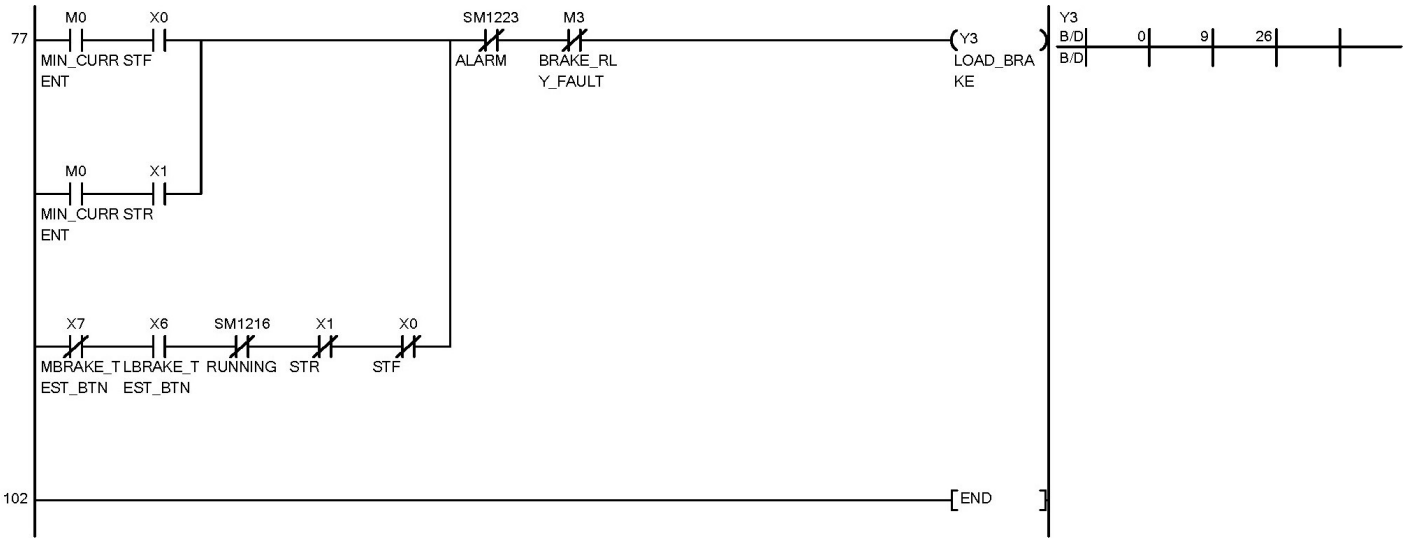 M0 X0 SM1223 M3 Y3
77 Y3 B/D 0 9 26
MIN_CURR STF ALARM BRAKE_RL LOAD_BRA B/D
ENT Y_FAULT KE
M0 X1
MIN_CURR STR
ENT
X7 X6 SM1216 X1 X0
MBRAKE_T LBRAKE_T RUNNING STR STF
EST_BTN EST_BTN
102 END